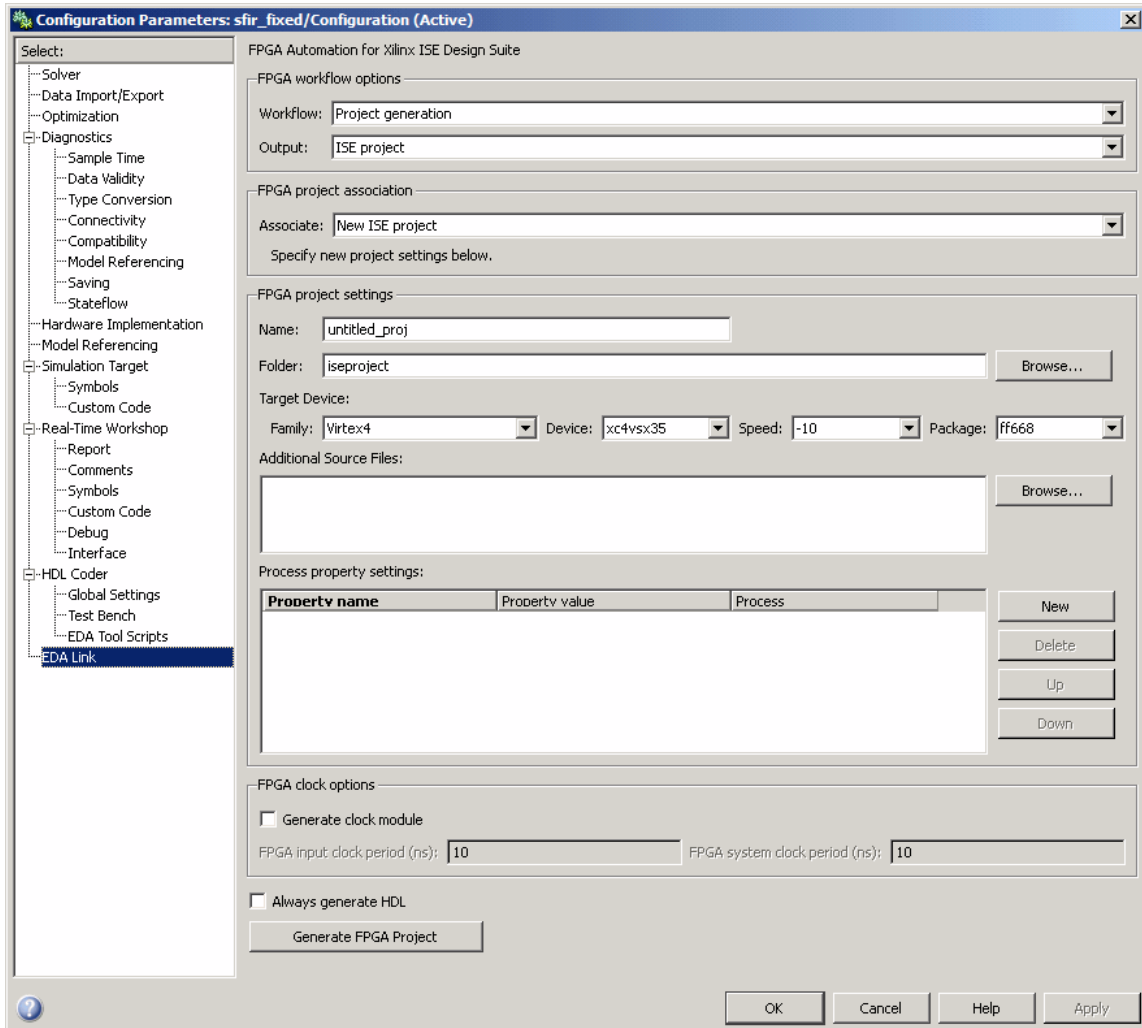 Configuration Parameters: sfir_fixed/Configuration (Active)
Select:
Solver
Data Import/Export
Optimization
Diagnostics
Sample Time
Data Validity
Type Conversion
Connectivity
Compatibility
Model Referencing
Saving
Stateflow
Hardware Implementation
Model Referencing
Simulation Target
Symbols
Custom Code
Real-Time Workshop
Report
Comments
Symbols
Custom Code
Debug
Interface
HDL Coder
Global Settings
Test Bench
EDA Tool Scripts
EDA Link
FPGA Automation for Xilinx ISE Design Suite
FPGA workflow options
Workflow: Project generation
Output: ISE project
FPGA project association
Associate: New ISE project
Specify new project settings below.
FPGA project settings
Name: untitled_proj
Folder: iseproject Browse...
Target Device:
Family: Virtex4 Device: xc4vsx35 Speed: -10 Package: ff668
Additional Source Files:
Browse...
Process property settings:
Property name Property value Process
New
Delete
Up
Down
FPGA clock options
Generate clock module
FPGA input clock period (ns): 10 FPGA system clock period (ns): 10
Always generate HDL
Generate FPGA Project
? OK Cancel Help Apply